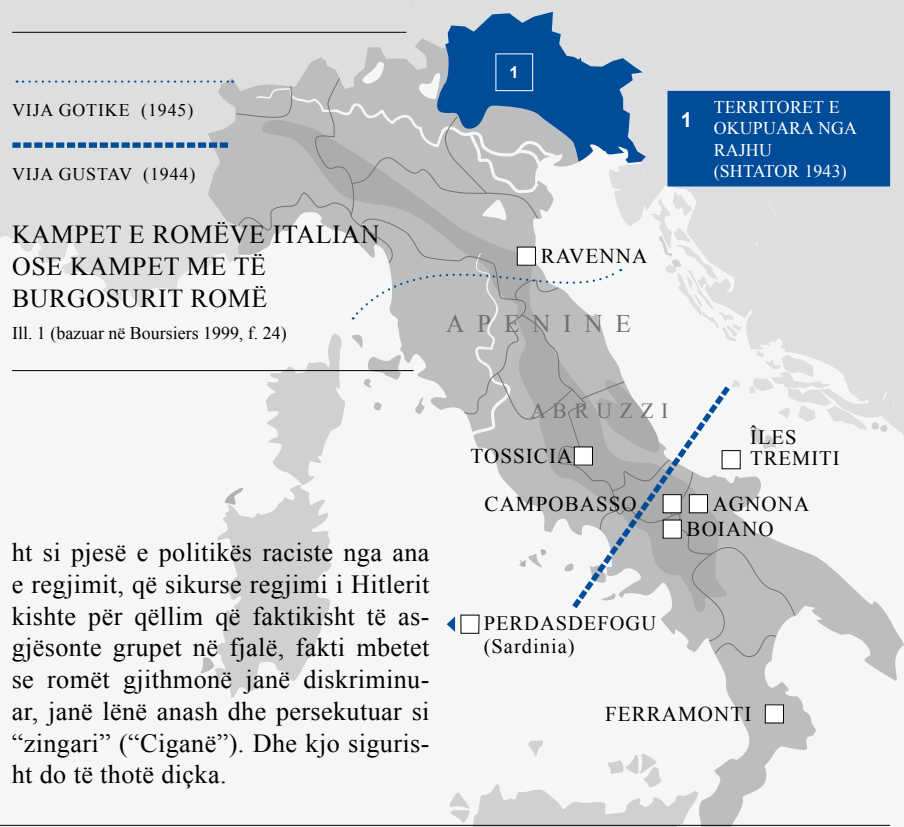 VIJA GOTIKE (1945)
VIJA GUSTAV (1944)
KAMPET E ROMËVE ITALIAN
OSE KAMPET ME TË
BURGOSURIT ROMË
Ill. 1 (bazuar në Boursiers 1999, f. 24)
1
1 TERRITORET E
OKUPUARA NGA
RAJHU
(SHTATOR 1943)
RAVENNA
APENINE
ABRUZZI
TOSSICIA
ÎLES
TREMITI
CAMPOBASSO
AGNONA
BOIANO
PERDASDEFOGU
(Sardinia)
FERRAMONTI
ht si pjesë e politikës raciste nga ana
e regjimit, që sikurse regjimi i Hitlerit
kishte për qëllim që faktikisht të as-
gjësonte grupet në fjalë, fakti mbetet
se romët gjithmonë janë diskriminu-
ar, janë lënë anash dhe persekutuar si
“zingari” (“Ciganë”). Dhe kjo siguris-
ht do të thotë diçka.